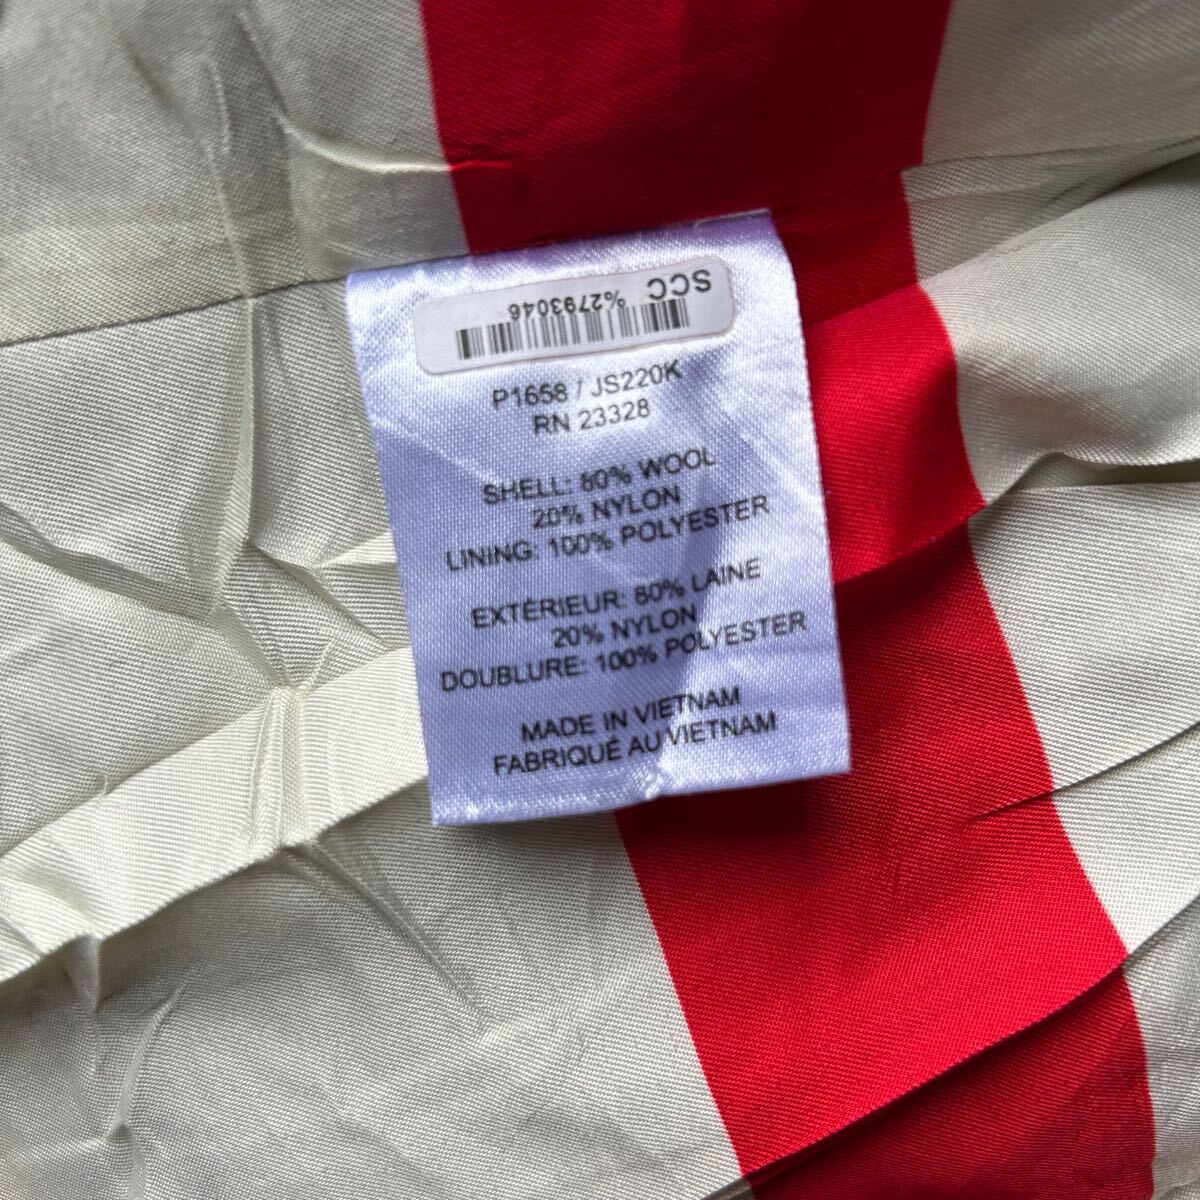 SCC %2793046
P1658 / JS220K
RN 23328
SHELL: 80% WOOL
20% NYLON
LINING: 100% POLYESTER
EXTÉRIEUR: 80% LAINE
20% NYLON
DOUBLURE: 100% POLYESTER
MADE IN VIETNAM
FABRIQUÉ AU VIETNAM